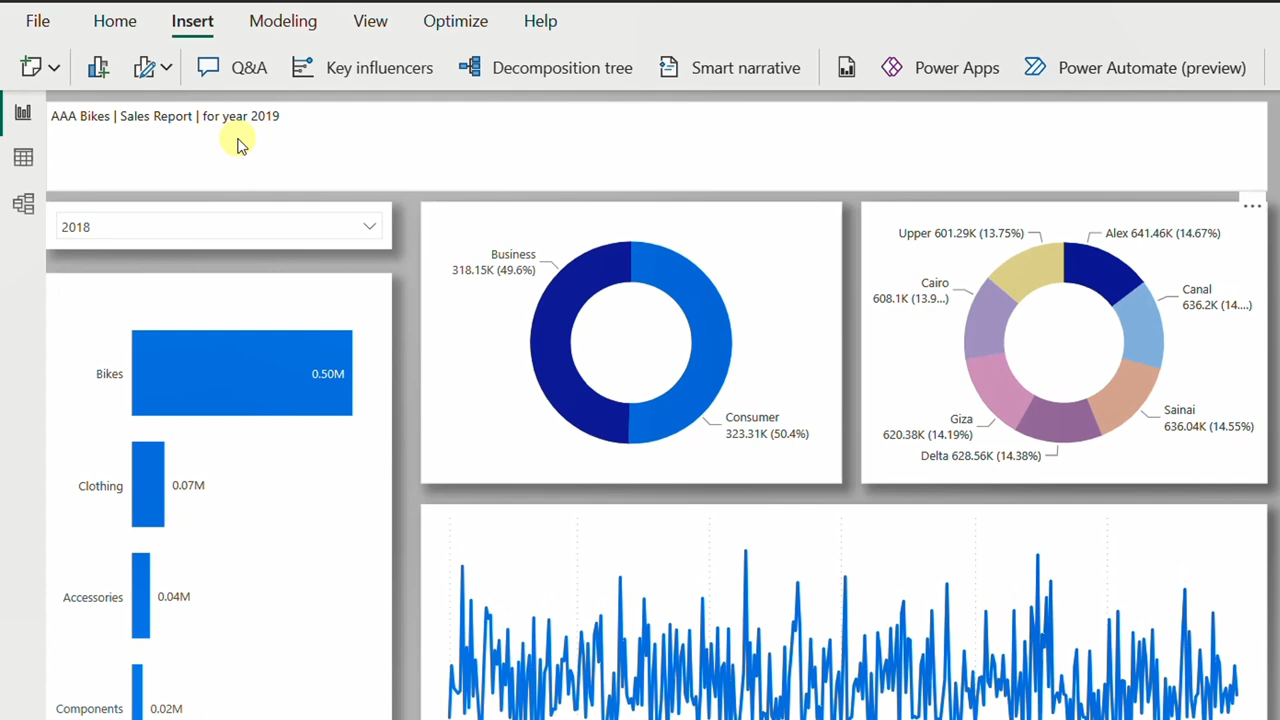 File Home Insert Modeling View Optimize Help
Q&A Key influencers Decomposition tree Smart narrative Power Apps Power Automate (preview)
AAA Bikes | Sales Report | for year 2019
2018
Bikes 0.50M
Clothing 0.07M
Accessories 0.04M
Components 0.02M
Business
318.15K (49.6%)
Consumer
323.31K (50.4%)
Upper 601.29K (13.75%)
Alex 641.46K (14.67%)
Cairo
608.1K (13.9...)
Canal
636.2K (14....)
Giza
620.38K (14.19%)
Sainai
636.04K (14.55%)
Delta 628.56K (14.38%)